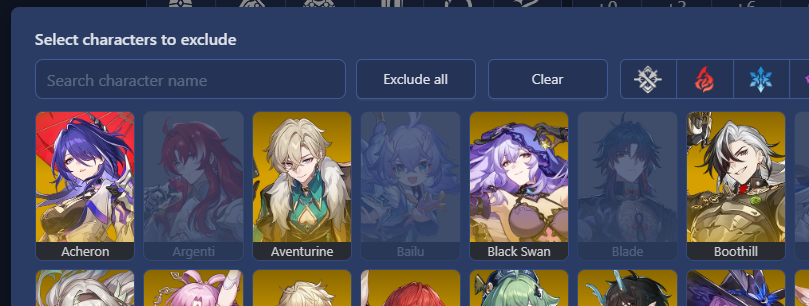 Select characters to exclude
Search character name
Exclude all
Clear
Acheron
Argenti
Aventurine
Bailu
Black Swan
Blade
Boothill